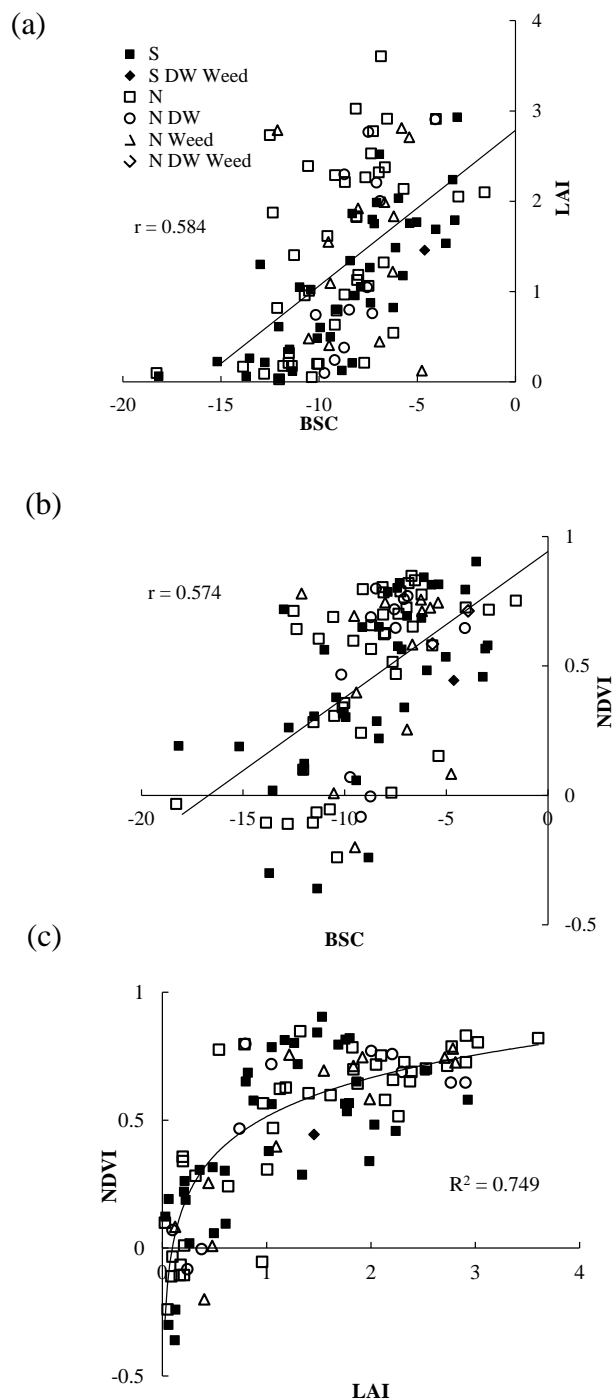 (a)
S
S DW Weed
N
N DW
N Weed
N DW Weed
r = 0.584
4
3
2
1
0
LAI
-20 -15 -10 -5 0
BSC
(b)
r = 0.574
1
0.5
0
-0.5
NDVI
-20 -15 -10 -5 0
BSC
(c)
1
0.5
0
-0.5
NDVI
R² = 0.749
0 1 2 3 4
LAI